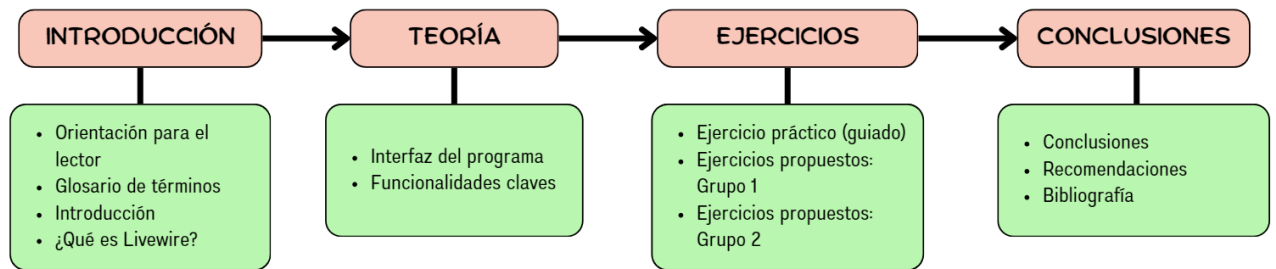 INTRODUCCIÓN
TEORÍA
EJERCICIOS
CONCLUSIONES
• Orientación para el
lector
• Glosario de términos
• Introducción
• ¿Qué es Livewire?
• Interfaz del programa
• Funcionalidades claves
• Ejercicio práctico (guiado)
• Ejercicios propuestos:
Grupo 1
• Ejercicios propuestos:
Grupo 2
• Conclusiones
• Recomendaciones
• Bibliografía